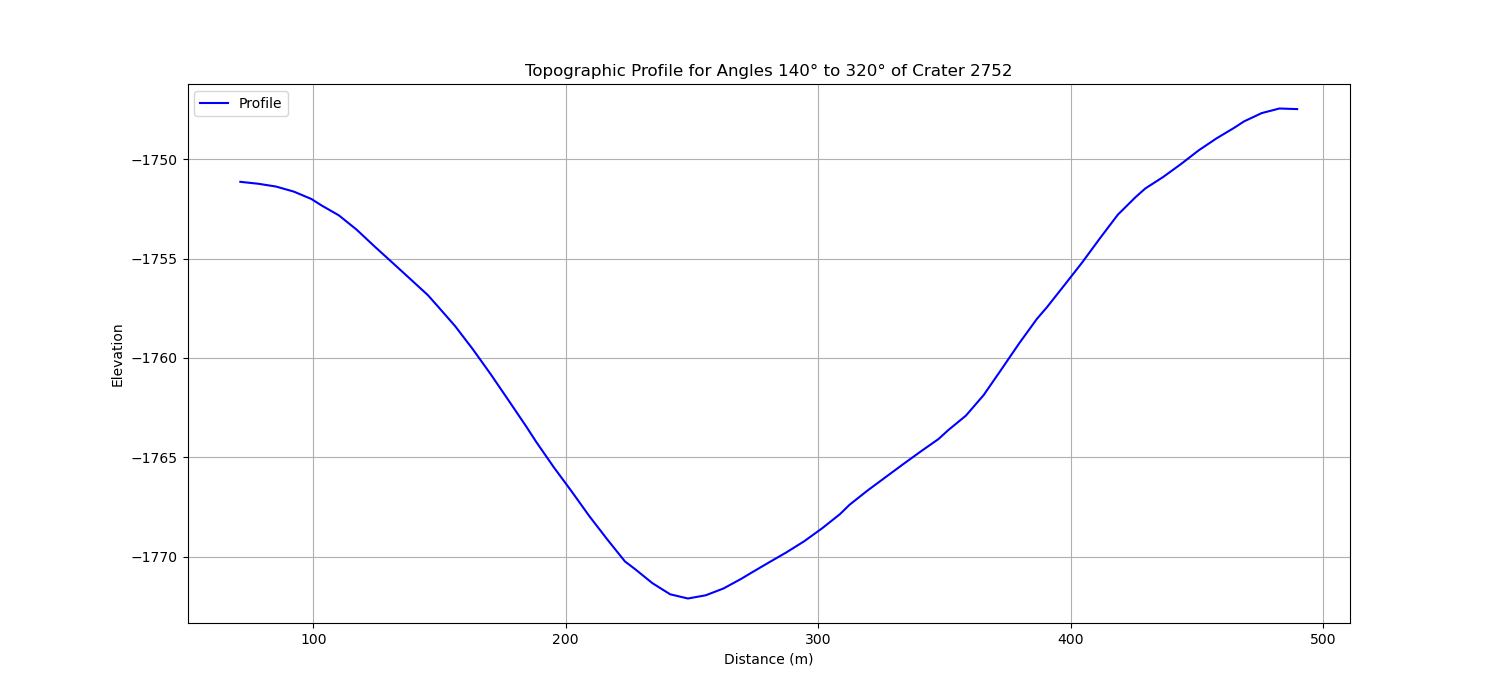 Topographic Profile for Angles 140° to 320° of Crater 2752
Profile
−1750
−1755
−1760
−1765
−1770
Elevation
100 200 300 400 500
Distance (m)